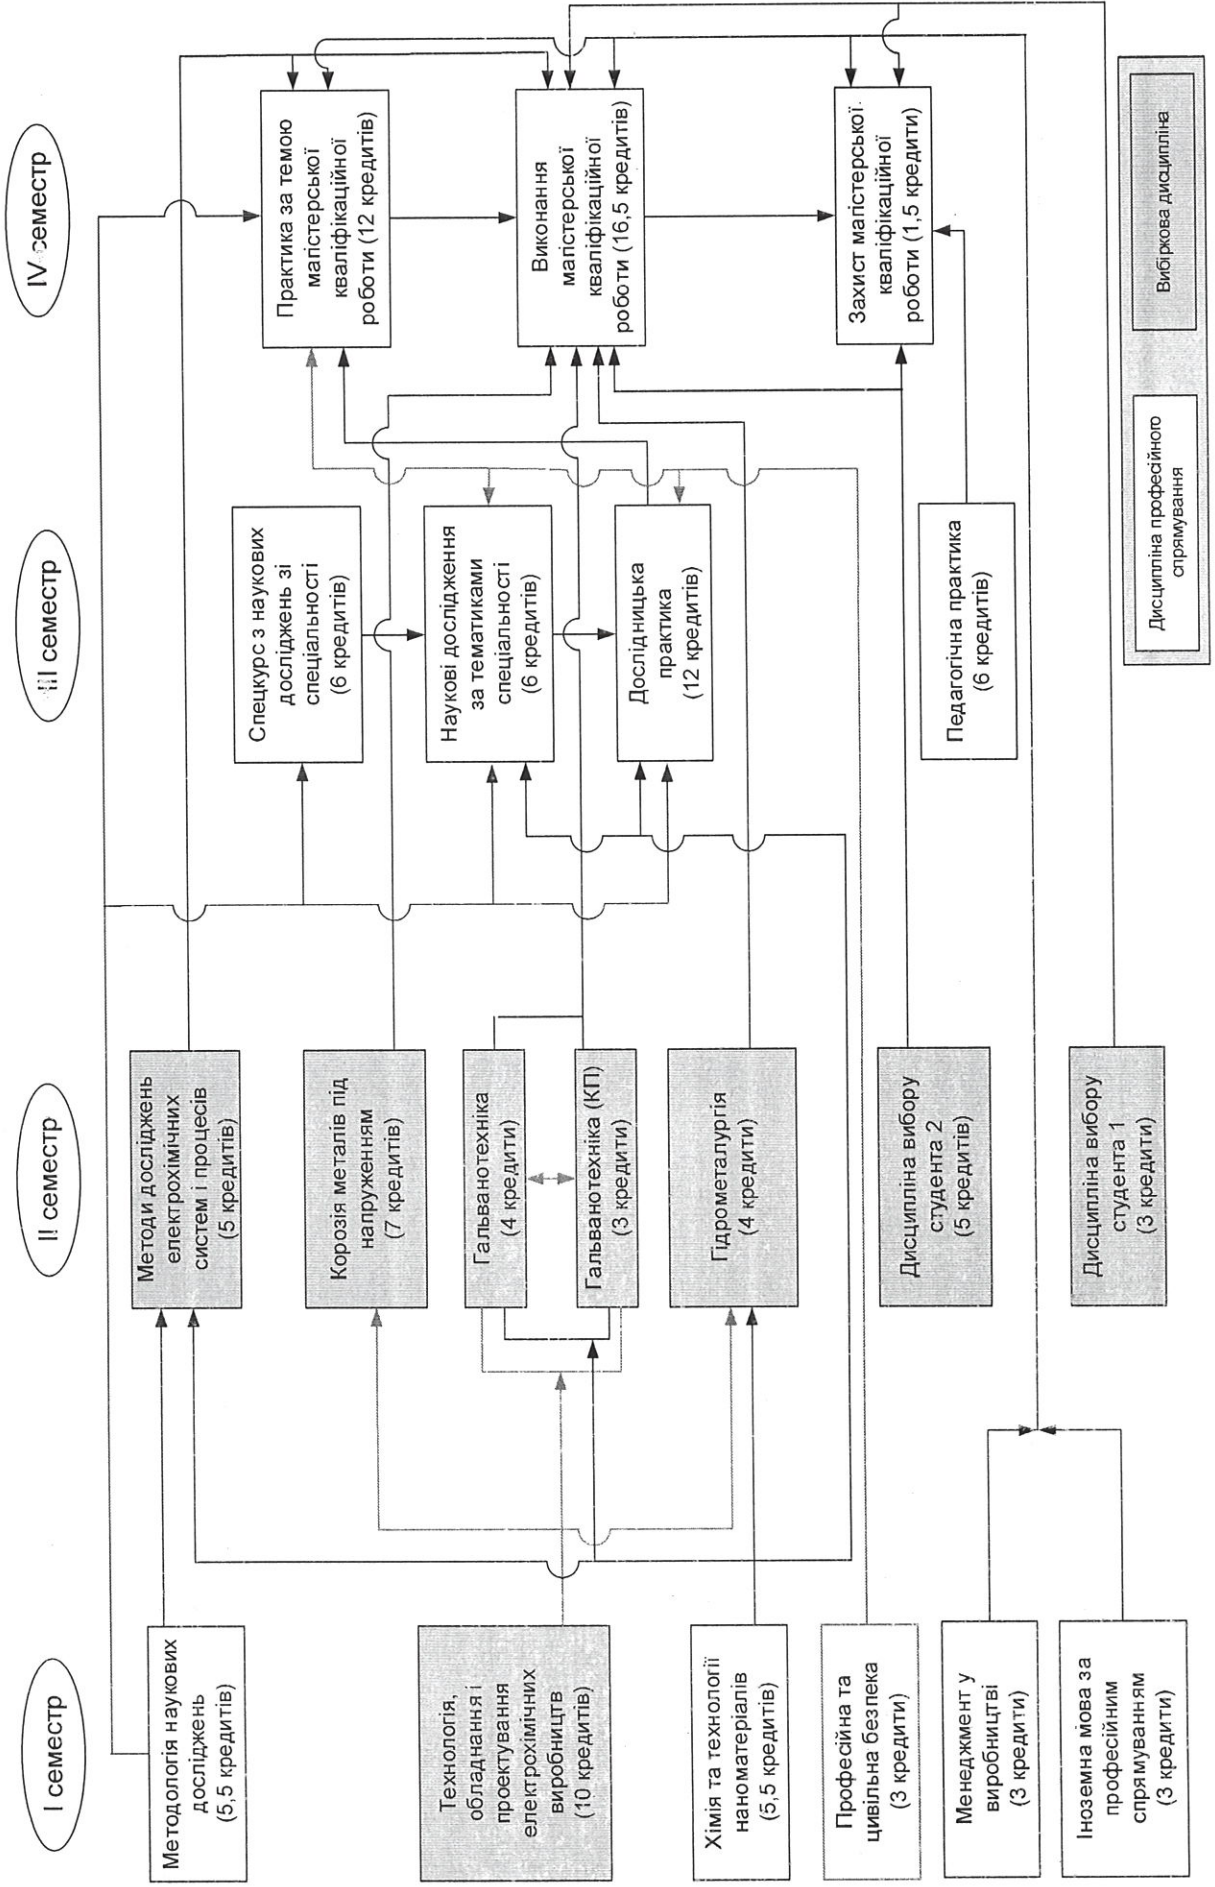 I семестр
Методологія наукових
досліджень
(5,5 кредитів)
Технологія,
обладнання і
проектування
електрохімічних
виробництв
(10 кредитів)
Хімія та технології
наноматеріалів
(5,5 кредитів)
Професійна та
цивільна безпека
(3 кредити)
Менеджмент у
виробництві
(3 кредити)
Іноземна мова за
професійним
спрямуванням
(3 кредити)
II семестр
Методи досліджень
електрохімічних
систем і процесів
(5 кредитів)
Корозія металів під
напруженням
(7 кредитів)
Гальванотехніка
(4 кредити)
Гальванотехніка (КП)
(3 кредити)
Гідрометалургія
(4 кредити)
Дисципліна вибору
студента 2
(5 кредитів)
Дисципліна вибору
студента 1
(3 кредити)
III семестр
Спецкурс з наукових
досліджень зі
спеціальності
(6 кредитів)
Наукові дослідження
за тематиками
спеціальності
(6 кредитів)
Дослідницька
практика
(12 кредитів)
Педагогічна практика
(6 кредитів)
IV семестр
Практика за темою
магістерської
кваліфікаційної
роботи (12 кредитів)
Виконання
магістерської
кваліфікаційної
роботи (16,5 кредитів)
Захист магістерської
кваліфікаційної
роботи (1,5 кредити)
Дисципліна професійного
спрямування
Вибіркова дисципліна